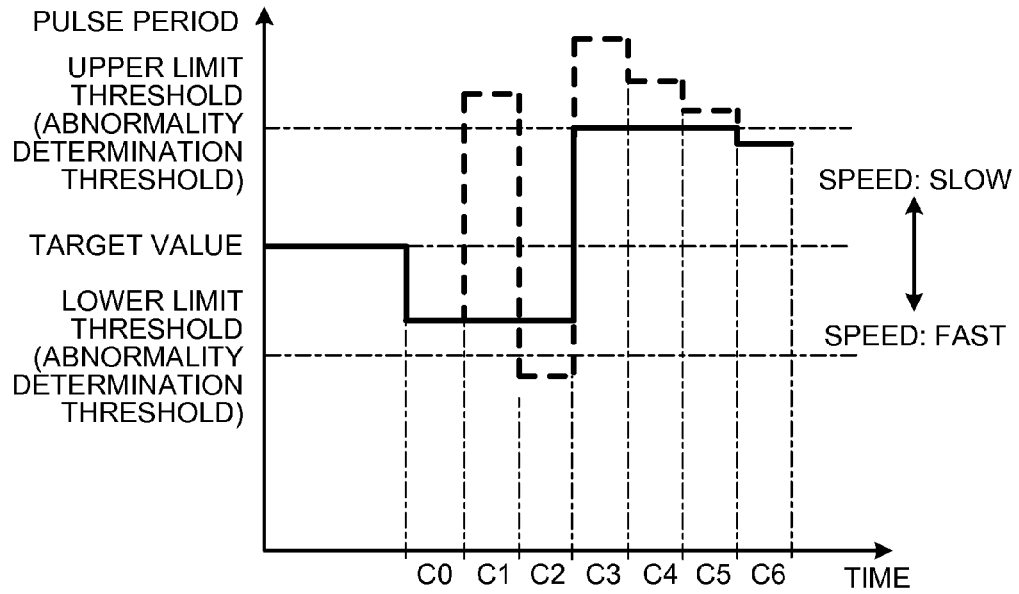 PULSE PERIOD
UPPER LIMIT
THRESHOLD
(ABNORMALITY
DETERMINATION
THRESHOLD)
SPEED: SLOW
TARGET VALUE
LOWER LIMIT
THRESHOLD
(ABNORMALITY
DETERMINATION
THRESHOLD)
SPEED: FAST
C0 C1 C2 C3 C4 C5 C6
TIME